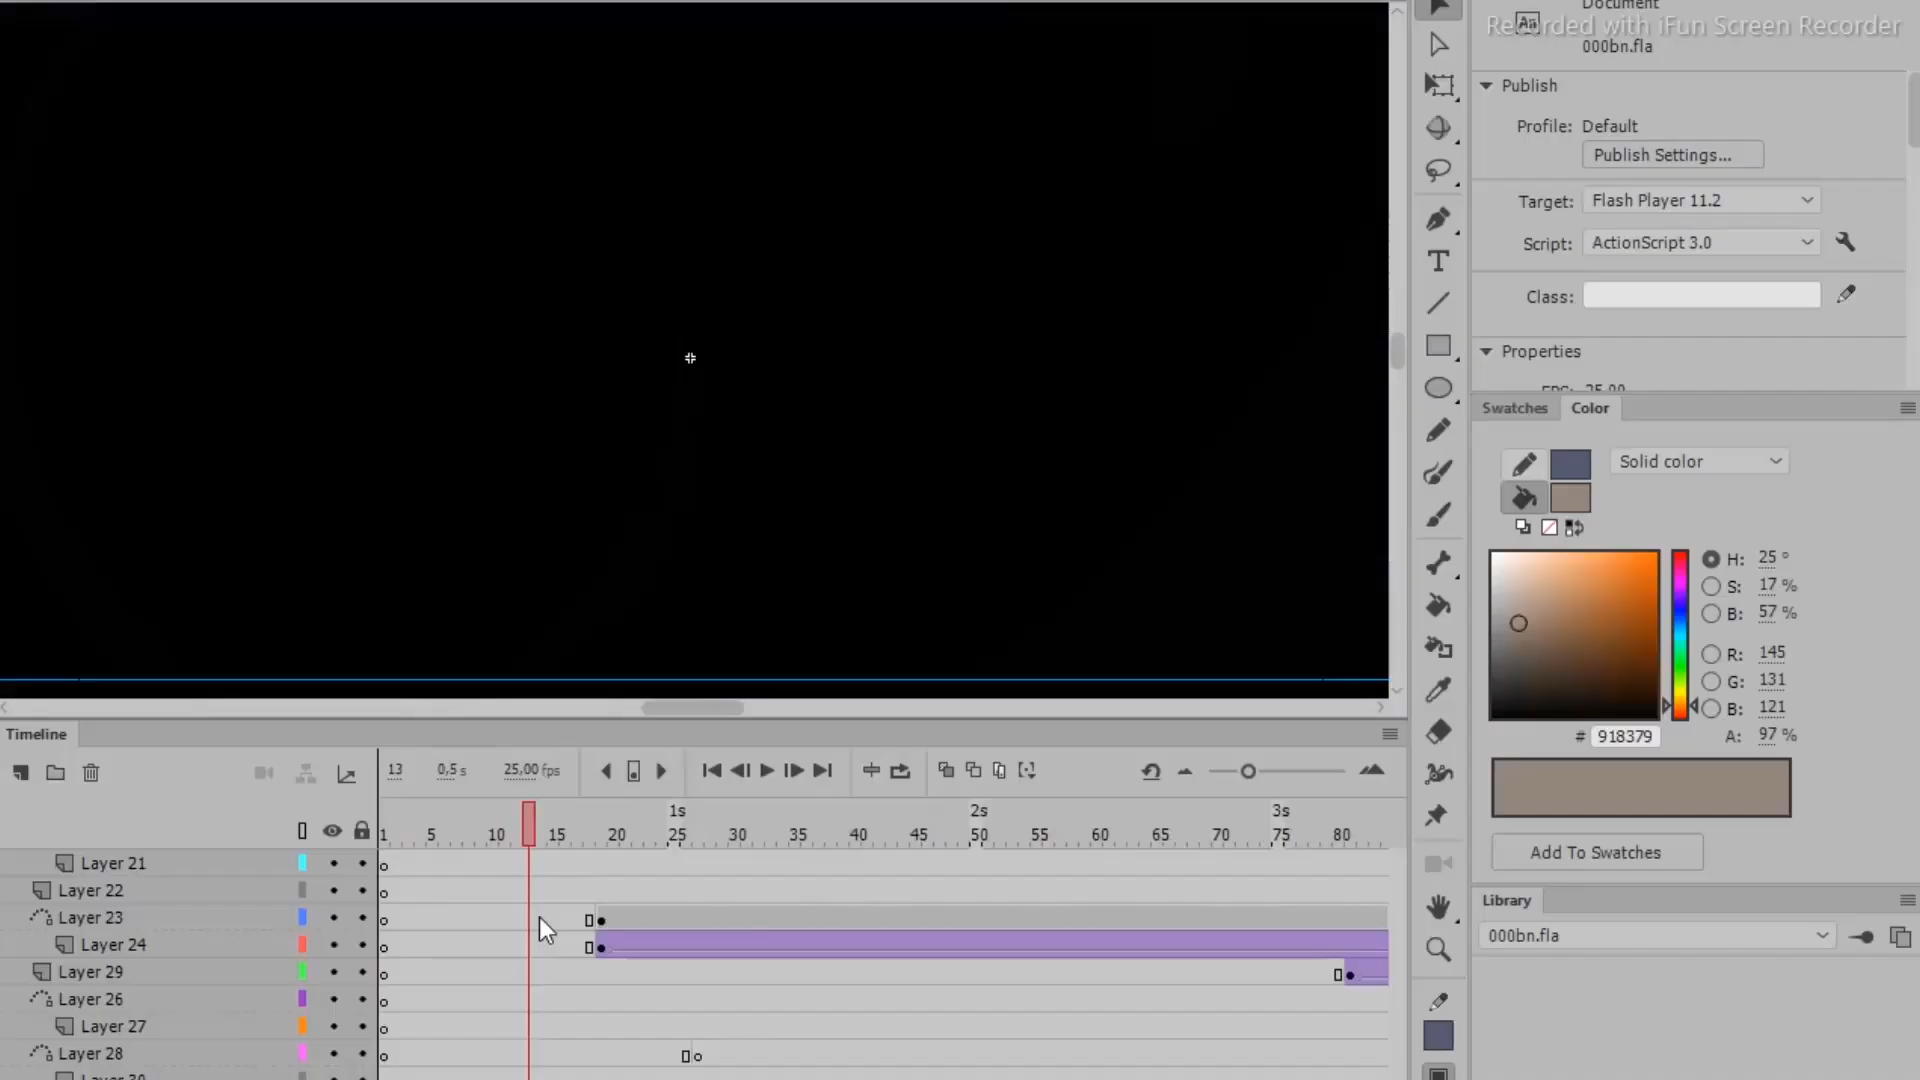 Document
Recorded with iFun Screen Recorder
An
000bn.fla
Publish
Profile: Default
Publish Settings...
Target: Flash Player 11.2
Script: ActionScript 3.0
Class:
Properties
FPS: 25,00
Swatches Color
Solid color
H: 25 °
S: 17 %
B: 57 %
R: 145
G: 131
B: 121
# 918379 A: 97 %
Add To Swatches
Library
000bn.fla
Timeline
13 0,5 s 25,00 fps
1s 2s 3s
1 5 10 15 20 25 30 35 40 45 50 55 60 65 70 75 80
Layer 21
Layer 22
Layer 23
Layer 24
Layer 29
Layer 26
Layer 27
Layer 28
Layer 30